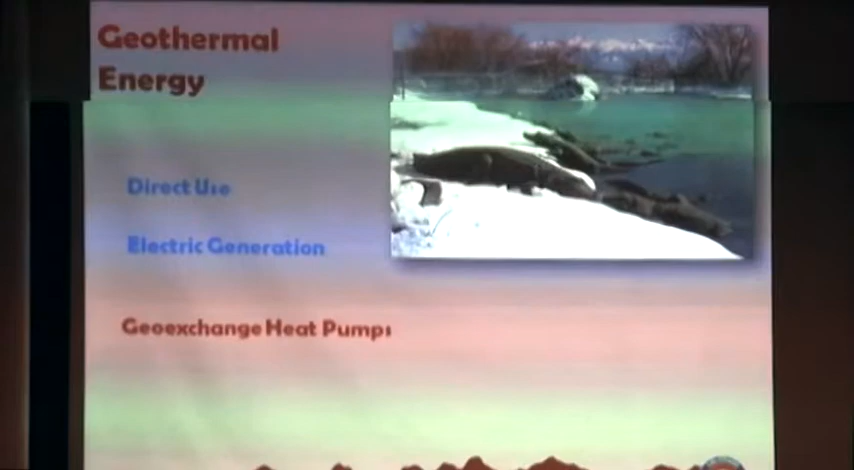 Geothermal
Energy
Direct Use
Electric Generation
Geoexchange Heat Pumps